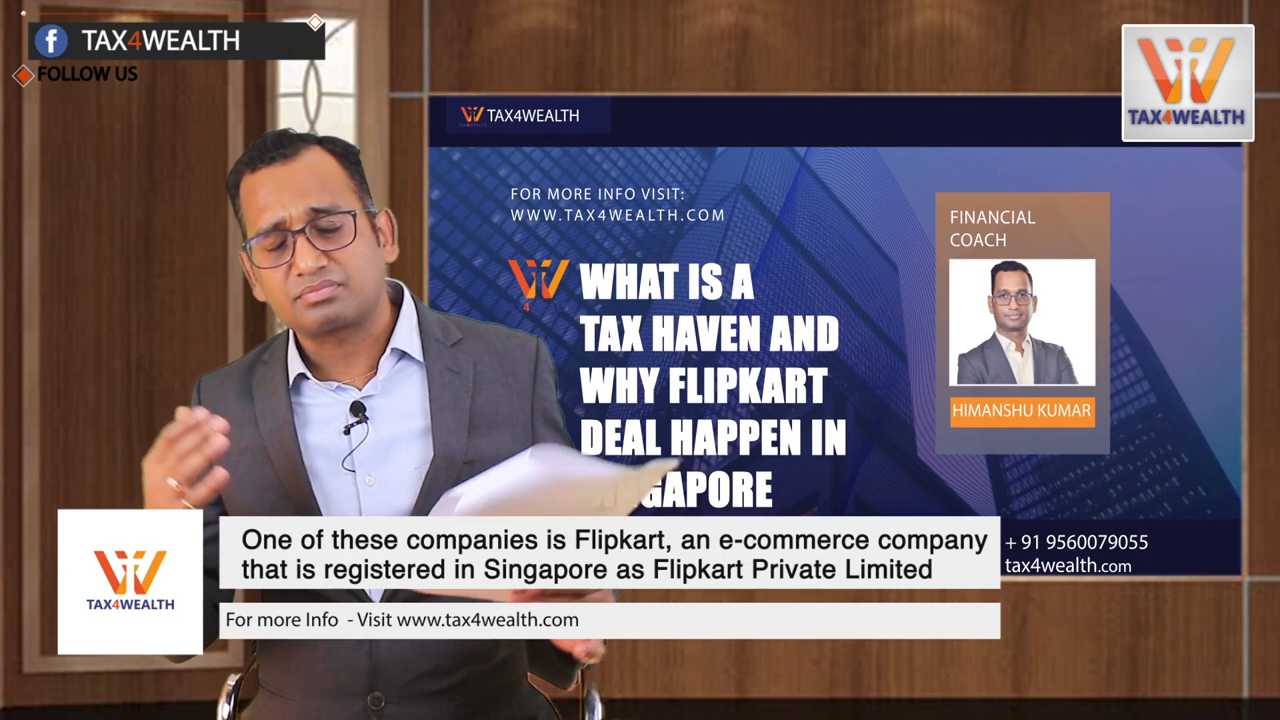 TAX4WEALTH
FOLLOW US
TAX4WEALTH
TAX4WEALTH
FOR MORE INFO VISIT:
WWW.TAX4WEALTH.COM
FINANCIAL
COACH
4
WHAT IS A
TAX HAVEN AND
WHY FLIPKART
DEAL HAPPEN IN
GAPORE
HIMANSHU KUMAR
One of these companies is Flipkart, an e-commerce company
that is registered in Singapore as Flipkart Private Limited
TAX4WEALTH
For more Info - Visit www.tax4wealth.com
+ 91 9560079055
tax4wealth.com